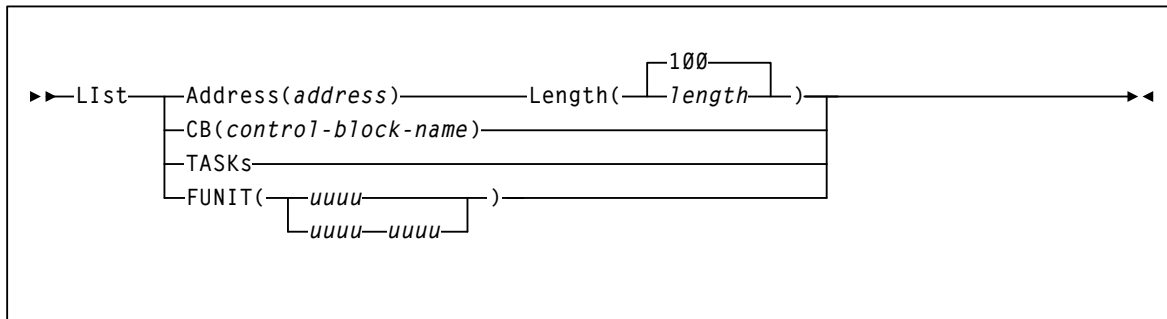 100
LIst Address(address) Length( length )
CB(control-block-name)
TASKs
FUNIT( uuuu )
uuuu uuuu